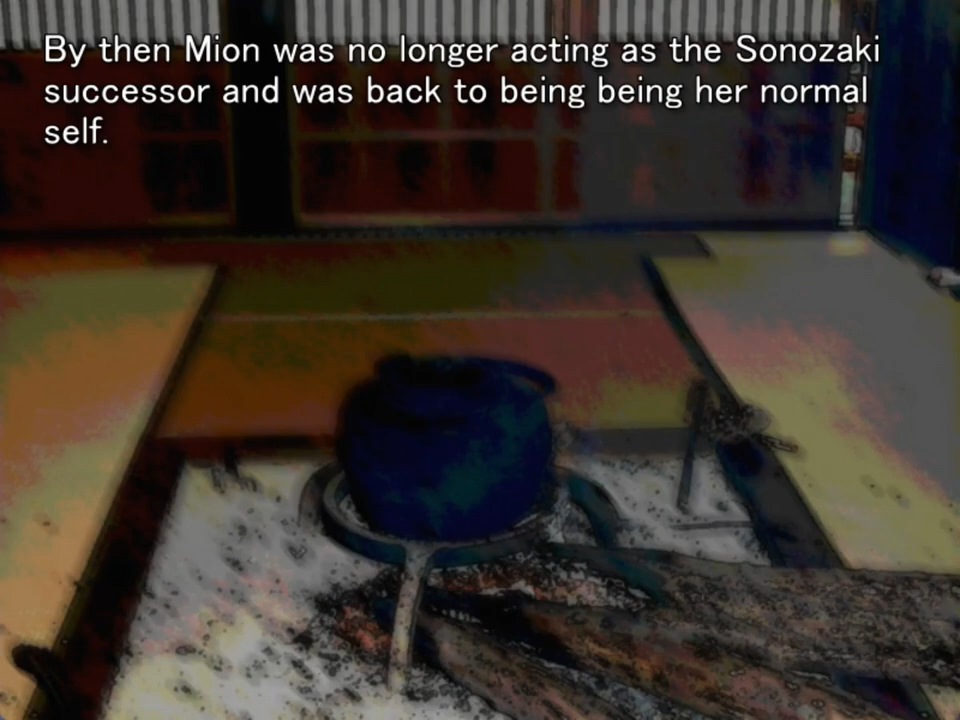 By then Mion was no longer acting as the Sonozaki
successor and was back to being being her normal
self.